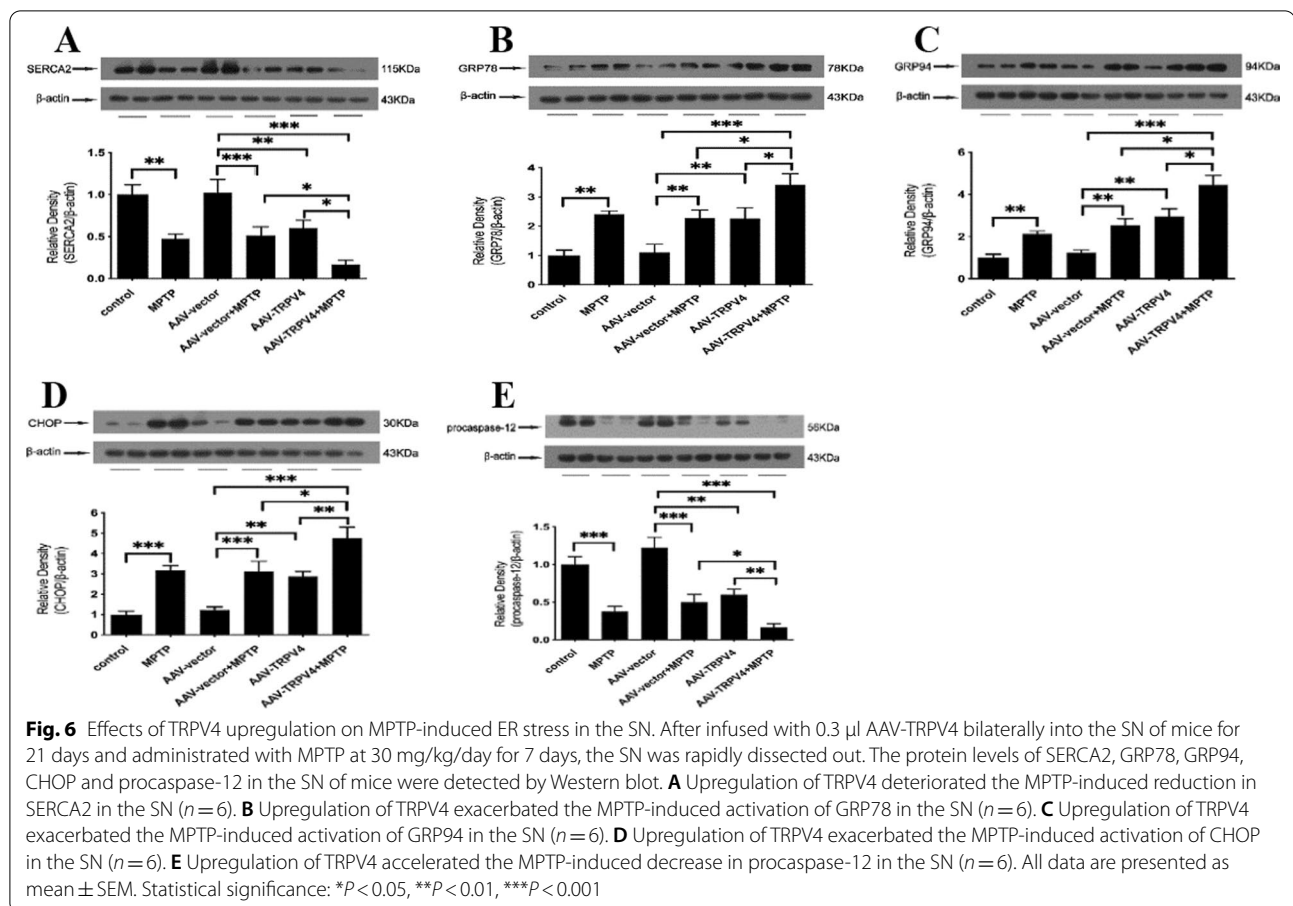 A
SERCA2
115KDa
β-actin
43KDa
***
**
** ***
*
*
Relative Density
(SERCA2/β-actin)
1.5
1.0
0.5
0.0
control
MPTP
AAV-vector
AAV-vector+MPTP
AAV-TRPV4
AAV-TRPV4+MPTP
B
GRP78
78KDa
β-actin
43KDa
***
*
** *
** **
Relative Density
(GRP78/β-actin)
4
3
2
1
0
control
MPTP
AAV-vector
AAV-vector+MPTP
AAV-TRPV4
AAV-TRPV4+MPTP
C
GRP94
94KDa
β-actin
43KDa
***
*
*
**
** **
Relative Density
(GRP94/β-actin)
6
4
2
0
control
MPTP
AAV-vector
AAV-vector+MPTP
AAV-TRPV4
AAV-TRPV4+MPTP
D
CHOP
30KDa
β-actin
43KDa
***
*
** **
*** ***
Relative Density
(CHOP/β-actin)
6
5
4
3
2
1
0
control
MPTP
AAV-vector
AAV-vector+MPTP
AAV-TRPV4
AAV-TRPV4+MPTP
E
procaspase-12
56KDa
β-actin
43KDa
***
**
*** ***
*
**
Relative Density
(procaspase-12/β-actin)
1.5
1.0
0.5
0.0
control
MPTP
AAV-vector
AAV-vector+MPTP
AAV-TRPV4
AAV-TRPV4+MPTP
Fig. 6 Effects of TRPV4 upregulation on MPTP-induced ER stress in the SN. After infused with 0.3 μl AAV-TRPV4 bilaterally into the SN of mice for
21 days and administrated with MPTP at 30 mg/kg/day for 7 days, the SN was rapidly dissected out. The protein levels of SERCA2, GRP78, GRP94,
CHOP and procaspase-12 in the SN of mice were detected by Western blot. A Upregulation of TRPV4 deteriorated the MPTP-induced reduction in
SERCA2 in the SN (n = 6). B Upregulation of TRPV4 exacerbated the MPTP-induced activation of GRP78 in the SN (n = 6). C Upregulation of TRPV4
exacerbated the MPTP-induced activation of GRP94 in the SN (n = 6). D Upregulation of TRPV4 exacerbated the MPTP-induced activation of CHOP
in the SN (n = 6). E Upregulation of TRPV4 accelerated the MPTP-induced decrease in procaspase-12 in the SN (n = 6). All data are presented as
mean ± SEM. Statistical significance: *P < 0.05, **P < 0.01, ***P < 0.001